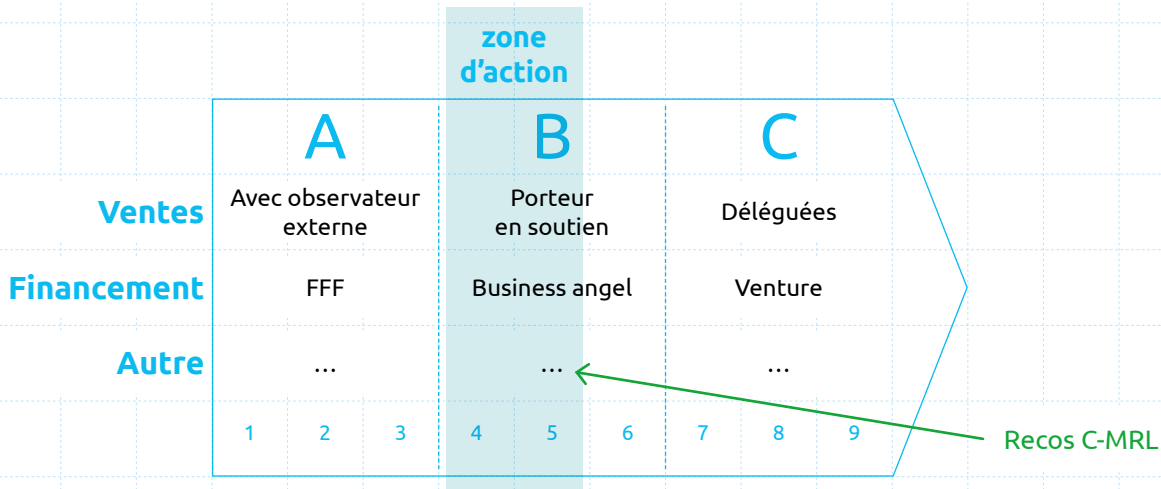 zone
d’action
A
B
C
Ventes
Avec observateur
externe
Porteur
en soutien
Déléguées
Financement
FFF
Business angel
Venture
Autre
...
...
...
1 2 3 4 5 6 7 8 9
Recos C-MRL